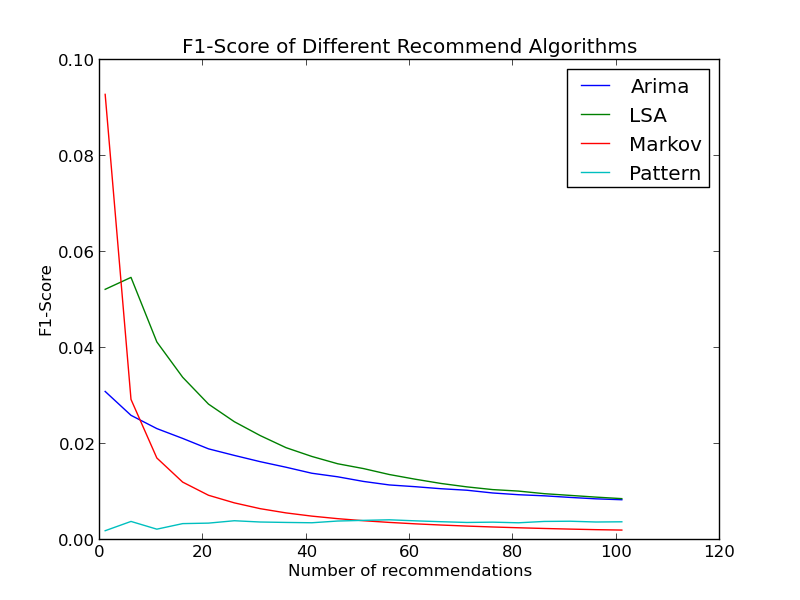 F1-Score of Different Recommend Algorithms
0.10
0.08
0.06
0.04
0.02
0.00
F1-Score
Arima
LSA
Markov
Pattern
0 20 40 60 80 100 120
Number of recommendations